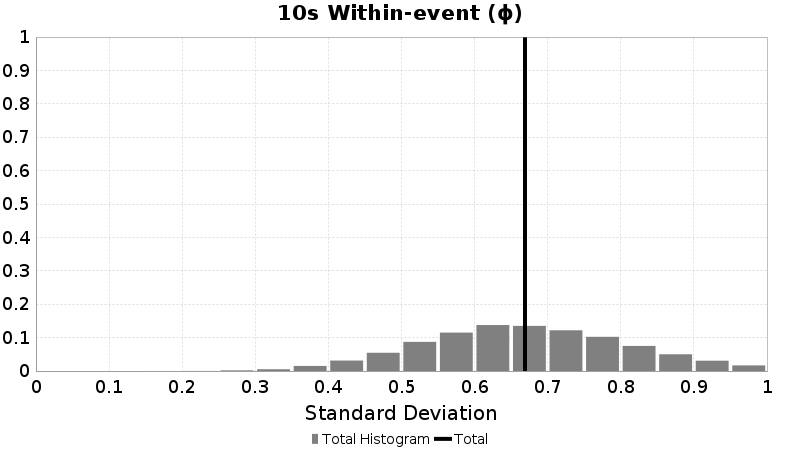 10s Within-event (ϕ)
1
0.9
0.8
0.7
0.6
0.5
0.4
0.3
0.2
0.1
0
0 0.1 0.2 0.3 0.4 0.5 0.6 0.7 0.8 0.9 1
Standard Deviation
Total Histogram Total